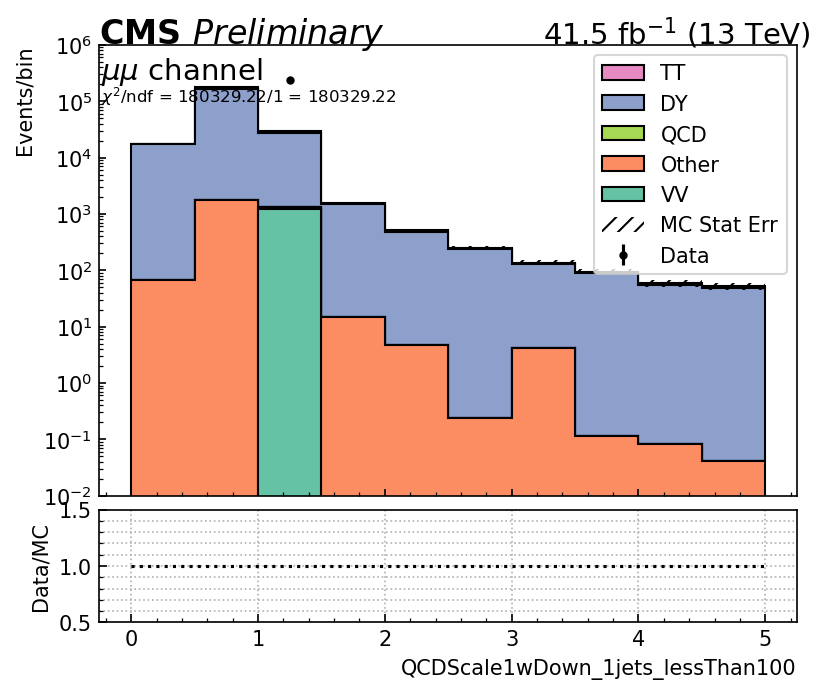 CMS Preliminary 41.5 fb⁻¹ (13 TeV)
μμ channel
χ²/ndf = 180329.22/1 = 180329.22
Events/bin
10⁶
10⁵
10⁴
10³
10²
10¹
10⁰
10⁻¹
10⁻²
TT
DY
QCD
Other
VV
MC Stat Err
Data
Data/MC
1.5
1.0
0.5
0 1 2 3 4 5
QCDScale1wDown_1jets_lessThan100